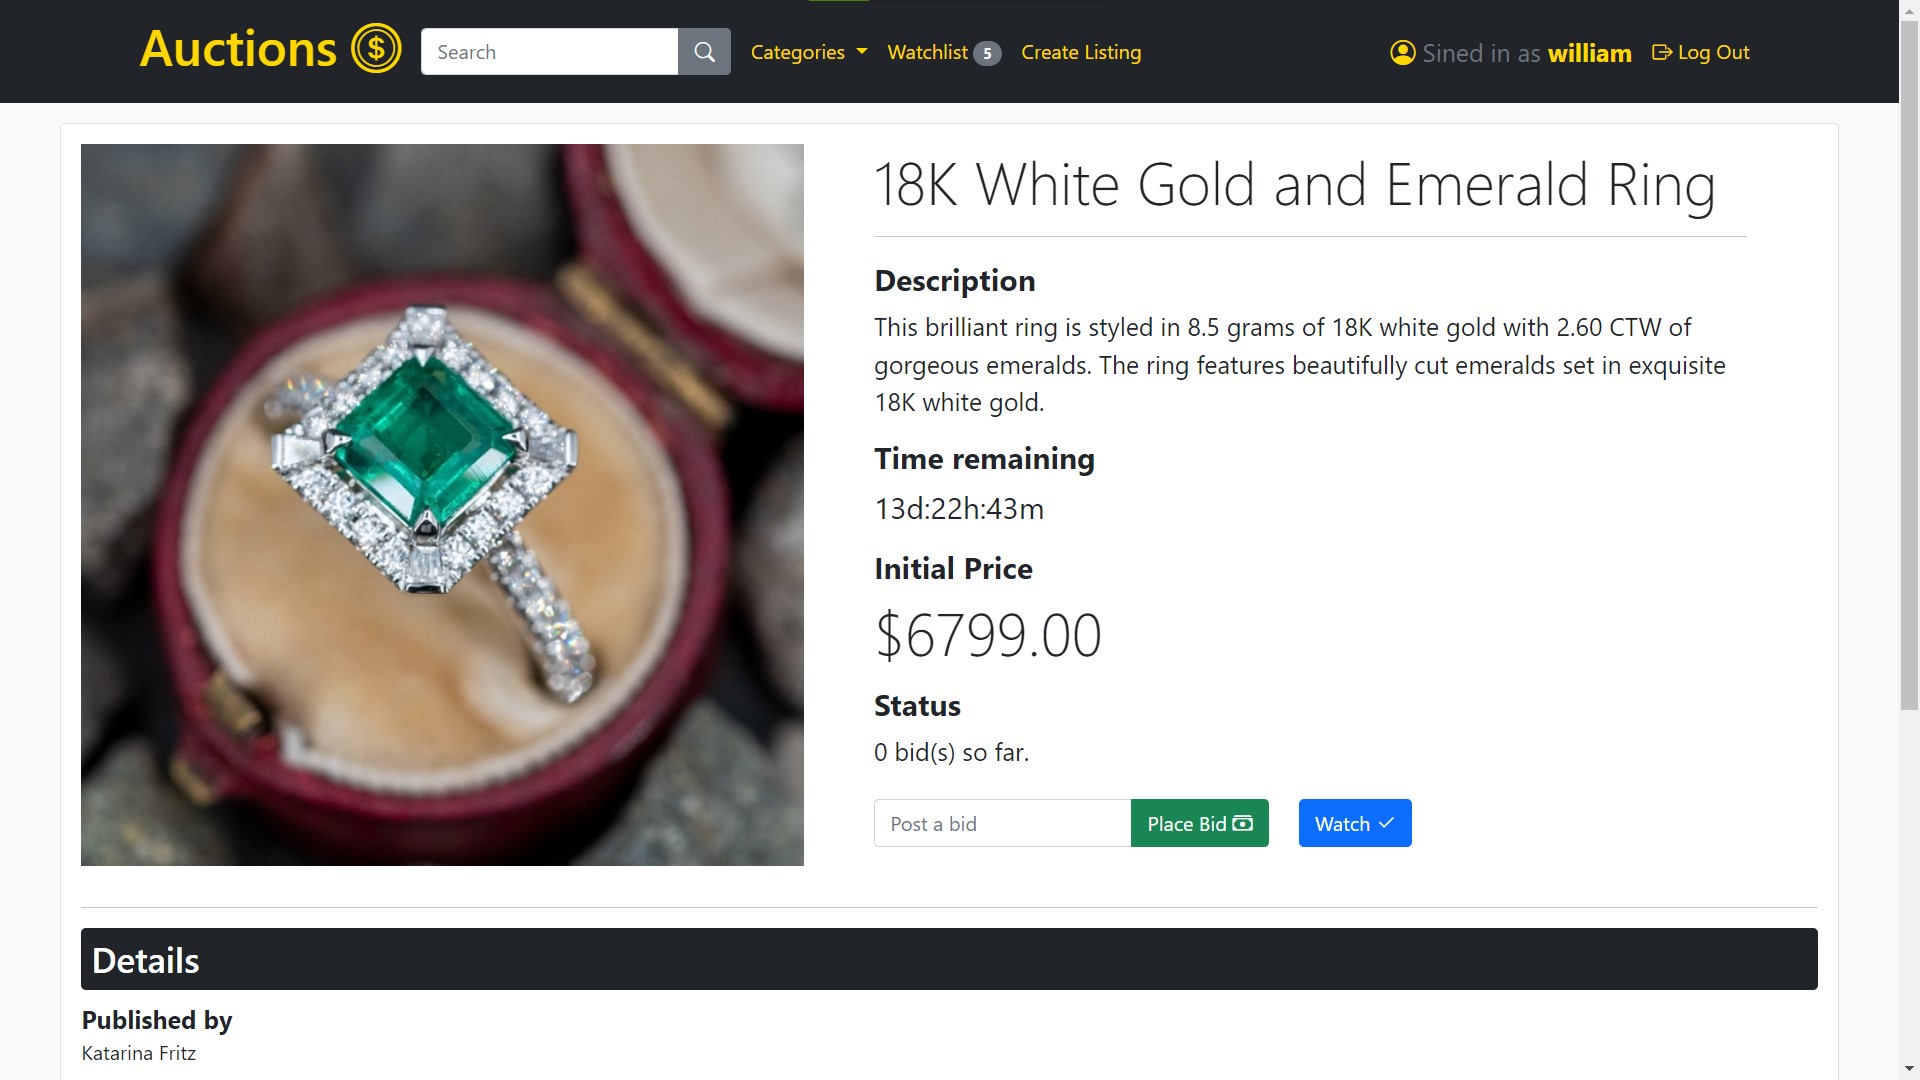 Auctions
Search
Categories
Watchlist 5
Create Listing
Sined in as william
Log Out
18K White Gold and Emerald Ring
Description
This brilliant ring is styled in 8.5 grams of 18K white gold with 2.60 CTW of
gorgeous emeralds. The ring features beautifully cut emeralds set in exquisite
18K white gold.
Time remaining
13d:22h:43m
Initial Price
$6799.00
Status
0 bid(s) so far.
Post a bid
Place Bid
Watch
Details
Published by
Katarina Fritz